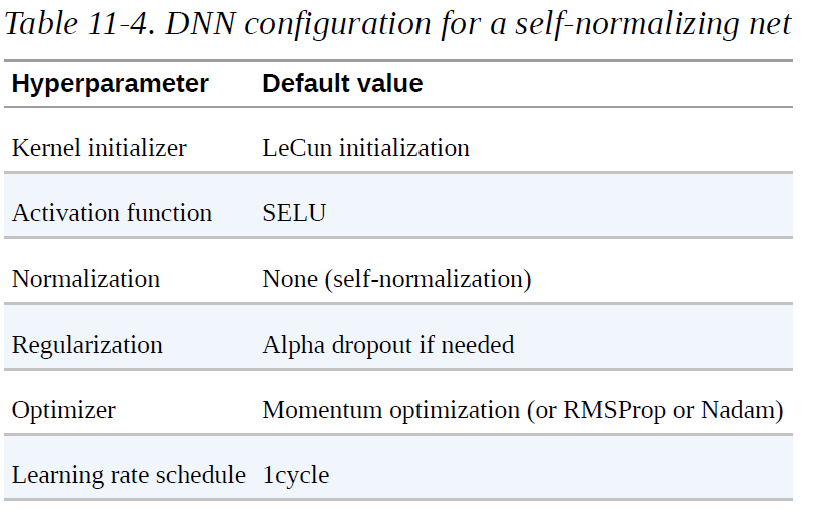 Table 11-4. DNN configuration for a self-normalizing net
Hyperparameter Default value
Kernel initializer LeCun initialization
Activation function SELU
Normalization None (self-normalization)
Regularization Alpha dropout if needed
Optimizer Momentum optimization (or RMSProp or Nadam)
Learning rate schedule 1cycle